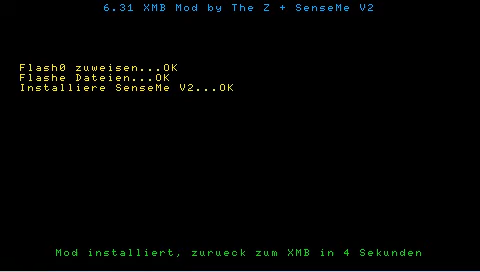 6.31 XMB Mod by The Z + SenseMe V2
Flash0 zuweisen...OK
Flashe Dateien...OK
Installiere SenseMe V2...OK
Mod installiert, zurueck zum XMB in 4 Sekunden